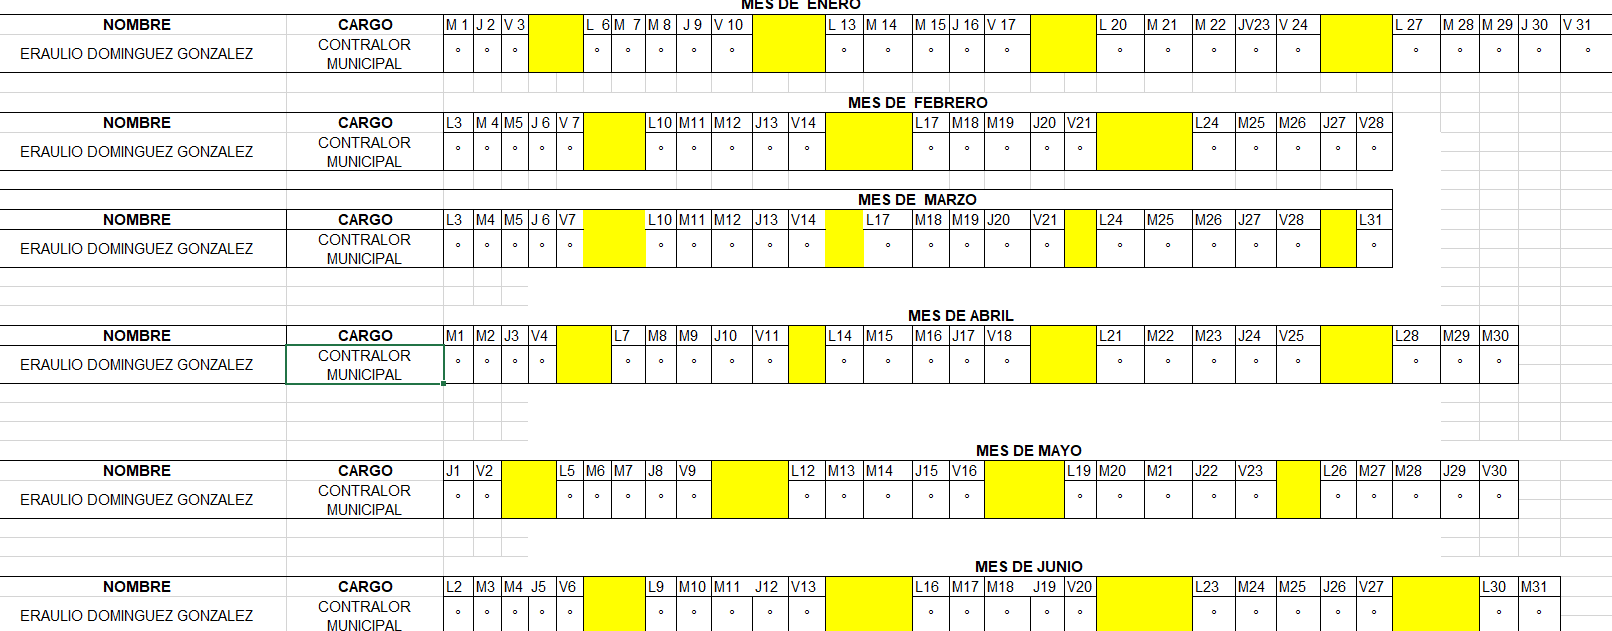 MES DE ENERO
NOMBRE CARGO M 1 J 2 V 3 L 6 M 7 M 8 J 9 V 10 L 13 M 14 M 15 J 16 V 17 L 20 M 21 M 22 JV23 V 24 L 27 M 28 M 29 J 30 V 31
ERAULIO DOMINGUEZ GONZALEZ CONTRALOR MUNICIPAL ° ° ° ° ° ° ° ° ° ° ° ° ° ° ° ° ° ° ° ° ° ° °
MES DE FEBRERO
NOMBRE CARGO L3 M 4 M5 J 6 V 7 L10 M11 M12 J13 V14 L17 M18 M19 J20 V21 L24 M25 M26 J27 V28
ERAULIO DOMINGUEZ GONZALEZ CONTRALOR MUNICIPAL ° ° ° ° ° ° ° ° ° ° ° ° ° ° ° ° ° ° ° °
MES DE MARZO
NOMBRE CARGO L3 M4 M5 J 6 V7 L10 M11 M12 J13 V14 L17 M18 M19 J20 V21 L24 M25 M26 J27 V28 L31
ERAULIO DOMINGUEZ GONZALEZ CONTRALOR MUNICIPAL ° ° ° ° ° ° ° ° ° ° ° ° ° ° ° ° ° ° ° ° °
MES DE ABRIL
NOMBRE CARGO M1 M2 J3 V4 L7 M8 M9 J10 V11 L14 M15 M16 J17 V18 L21 M22 M23 J24 V25 L28 M29 M30
ERAULIO DOMINGUEZ GONZALEZ CONTRALOR MUNICIPAL ° ° ° ° ° ° ° ° ° ° ° ° ° ° ° ° ° ° ° ° ° °
MES DE MAYO
NOMBRE CARGO J1 V2 L5 M6 M7 J8 V9 L12 M13 M14 J15 V16 L19 M20 M21 J22 V23 L26 M27 M28 J29 V30
ERAULIO DOMINGUEZ GONZALEZ CONTRALOR MUNICIPAL ° ° ° ° ° ° ° ° ° ° ° ° ° ° ° ° ° ° ° ° ° °
MES DE JUNIO
NOMBRE CARGO L2 M3 M4 J5 V6 L9 M10 M11 J12 V13 L16 M17 M18 J19 V20 L23 M24 M25 J26 V27 L30 M31
ERAULIO DOMINGUEZ GONZALEZ CONTRALOR MUNICIPAL ° ° ° ° ° ° ° ° ° ° ° ° ° ° ° ° ° ° ° ° ° °